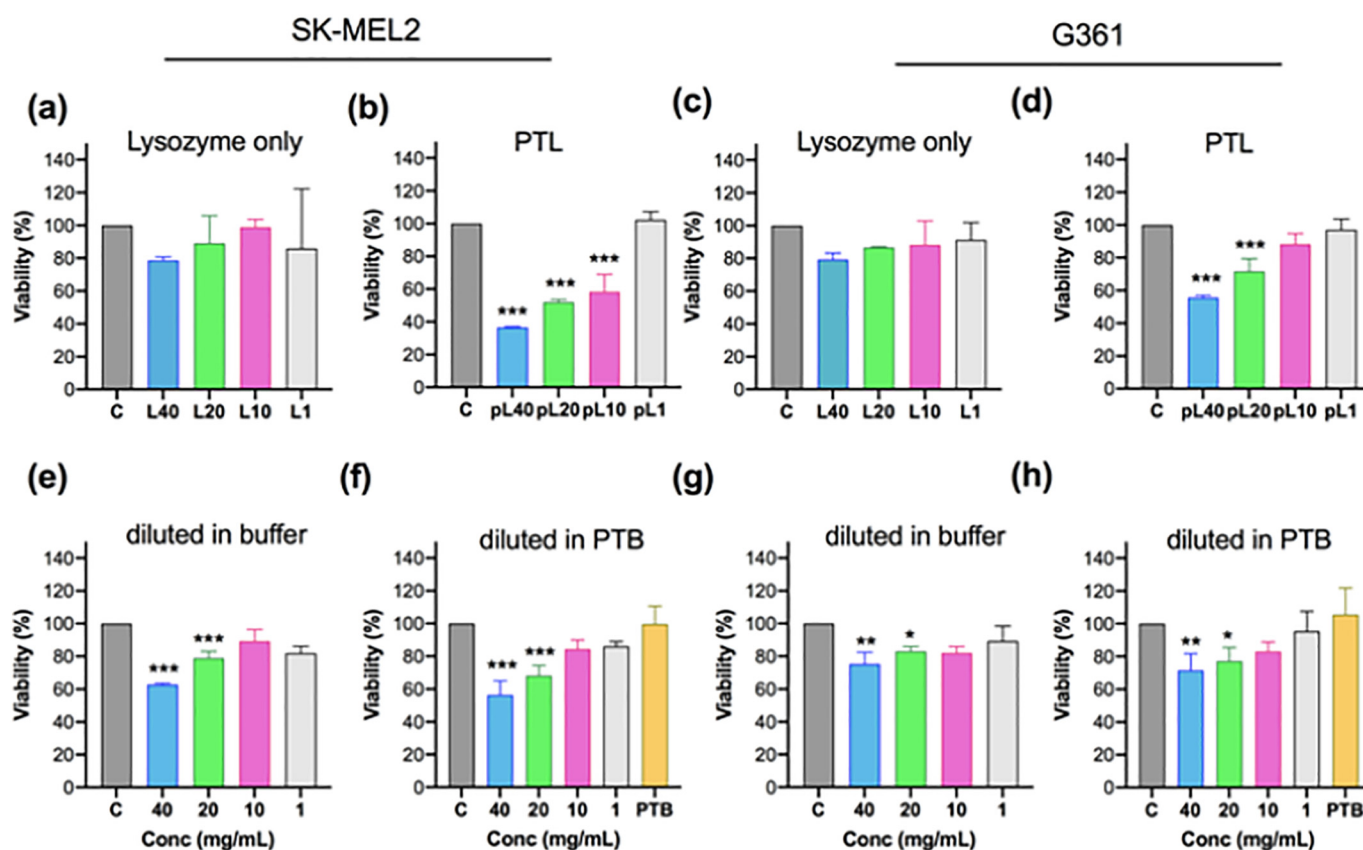 SK-MEL2
G361
(a)
(b)
(c)
(d)
Lysozyme only
PTL
Lysozyme only
PTL
Viability (%)
140
120
100
80
60
40
20
0
C L40 L20 L10 L1
Viability (%)
140
120
100
80
60
40
20
0
***
***
***
C pL40 pL20 pL10 pL1
Viability (%)
140
120
100
80
60
40
20
0
C L40 L20 L10 L1
Viability (%)
140
120
100
80
60
40
20
0
***
***
C pL40 pL20 pL10 pL1
(e)
(f)
(g)
(h)
diluted in buffer
diluted in PTB
diluted in buffer
diluted in PTB
Viability (%)
140
120
100
80
60
40
20
0
***
***
C 40 20 10 1
Conc (mg/mL)
Viability (%)
140
120
100
80
60
40
20
0
***
***
C 40 20 10 1 PTB
Conc (mg/mL)
Viability (%)
140
120
100
80
60
40
20
0
**
*
C 40 20 10 1
Conc (mg/mL)
Viability (%)
140
120
100
80
60
40
20
0
**
*
C 40 20 10 1 PTB
Conc (mg/mL)